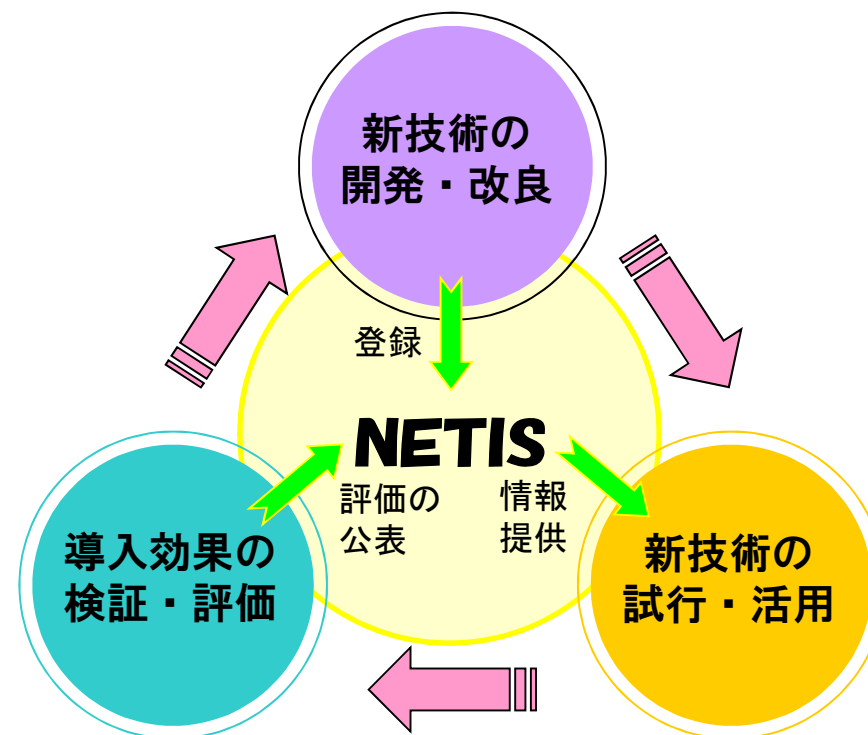 新技術の
開発・改良
登録
NETIS
評価の
公表
情報
提供
導入効果の
検証・評価
新技術の
試行・活用